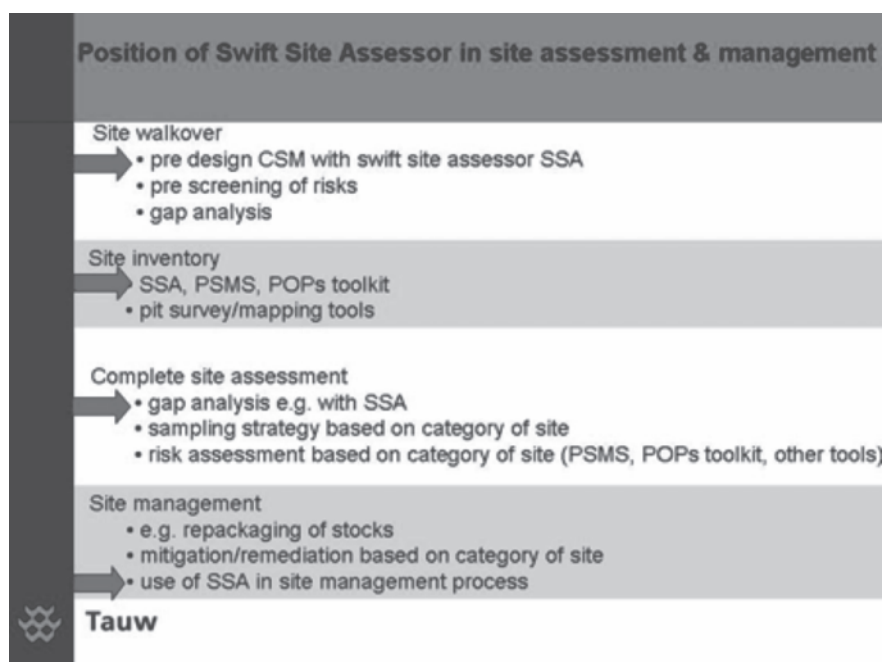 Position of Swift Site Assessor in site assessment & management
Site walkover
• pre design CSM with swift site assessor SSA
• pre screening of risks
• gap analysis
Site inventory
SSA, PSMS, POPs toolkit
• pit survey/mapping tools
Complete site assessment
• gap analysis e.g. with SSA
• sampling strategy based on category of site
• risk assessment based on category of site (PSMS, POPs toolkit, other tools)
Site management
• e.g. repackaging of stocks
• mitigation/remediation based on category of site
• use of SSA in site management process
Tauw